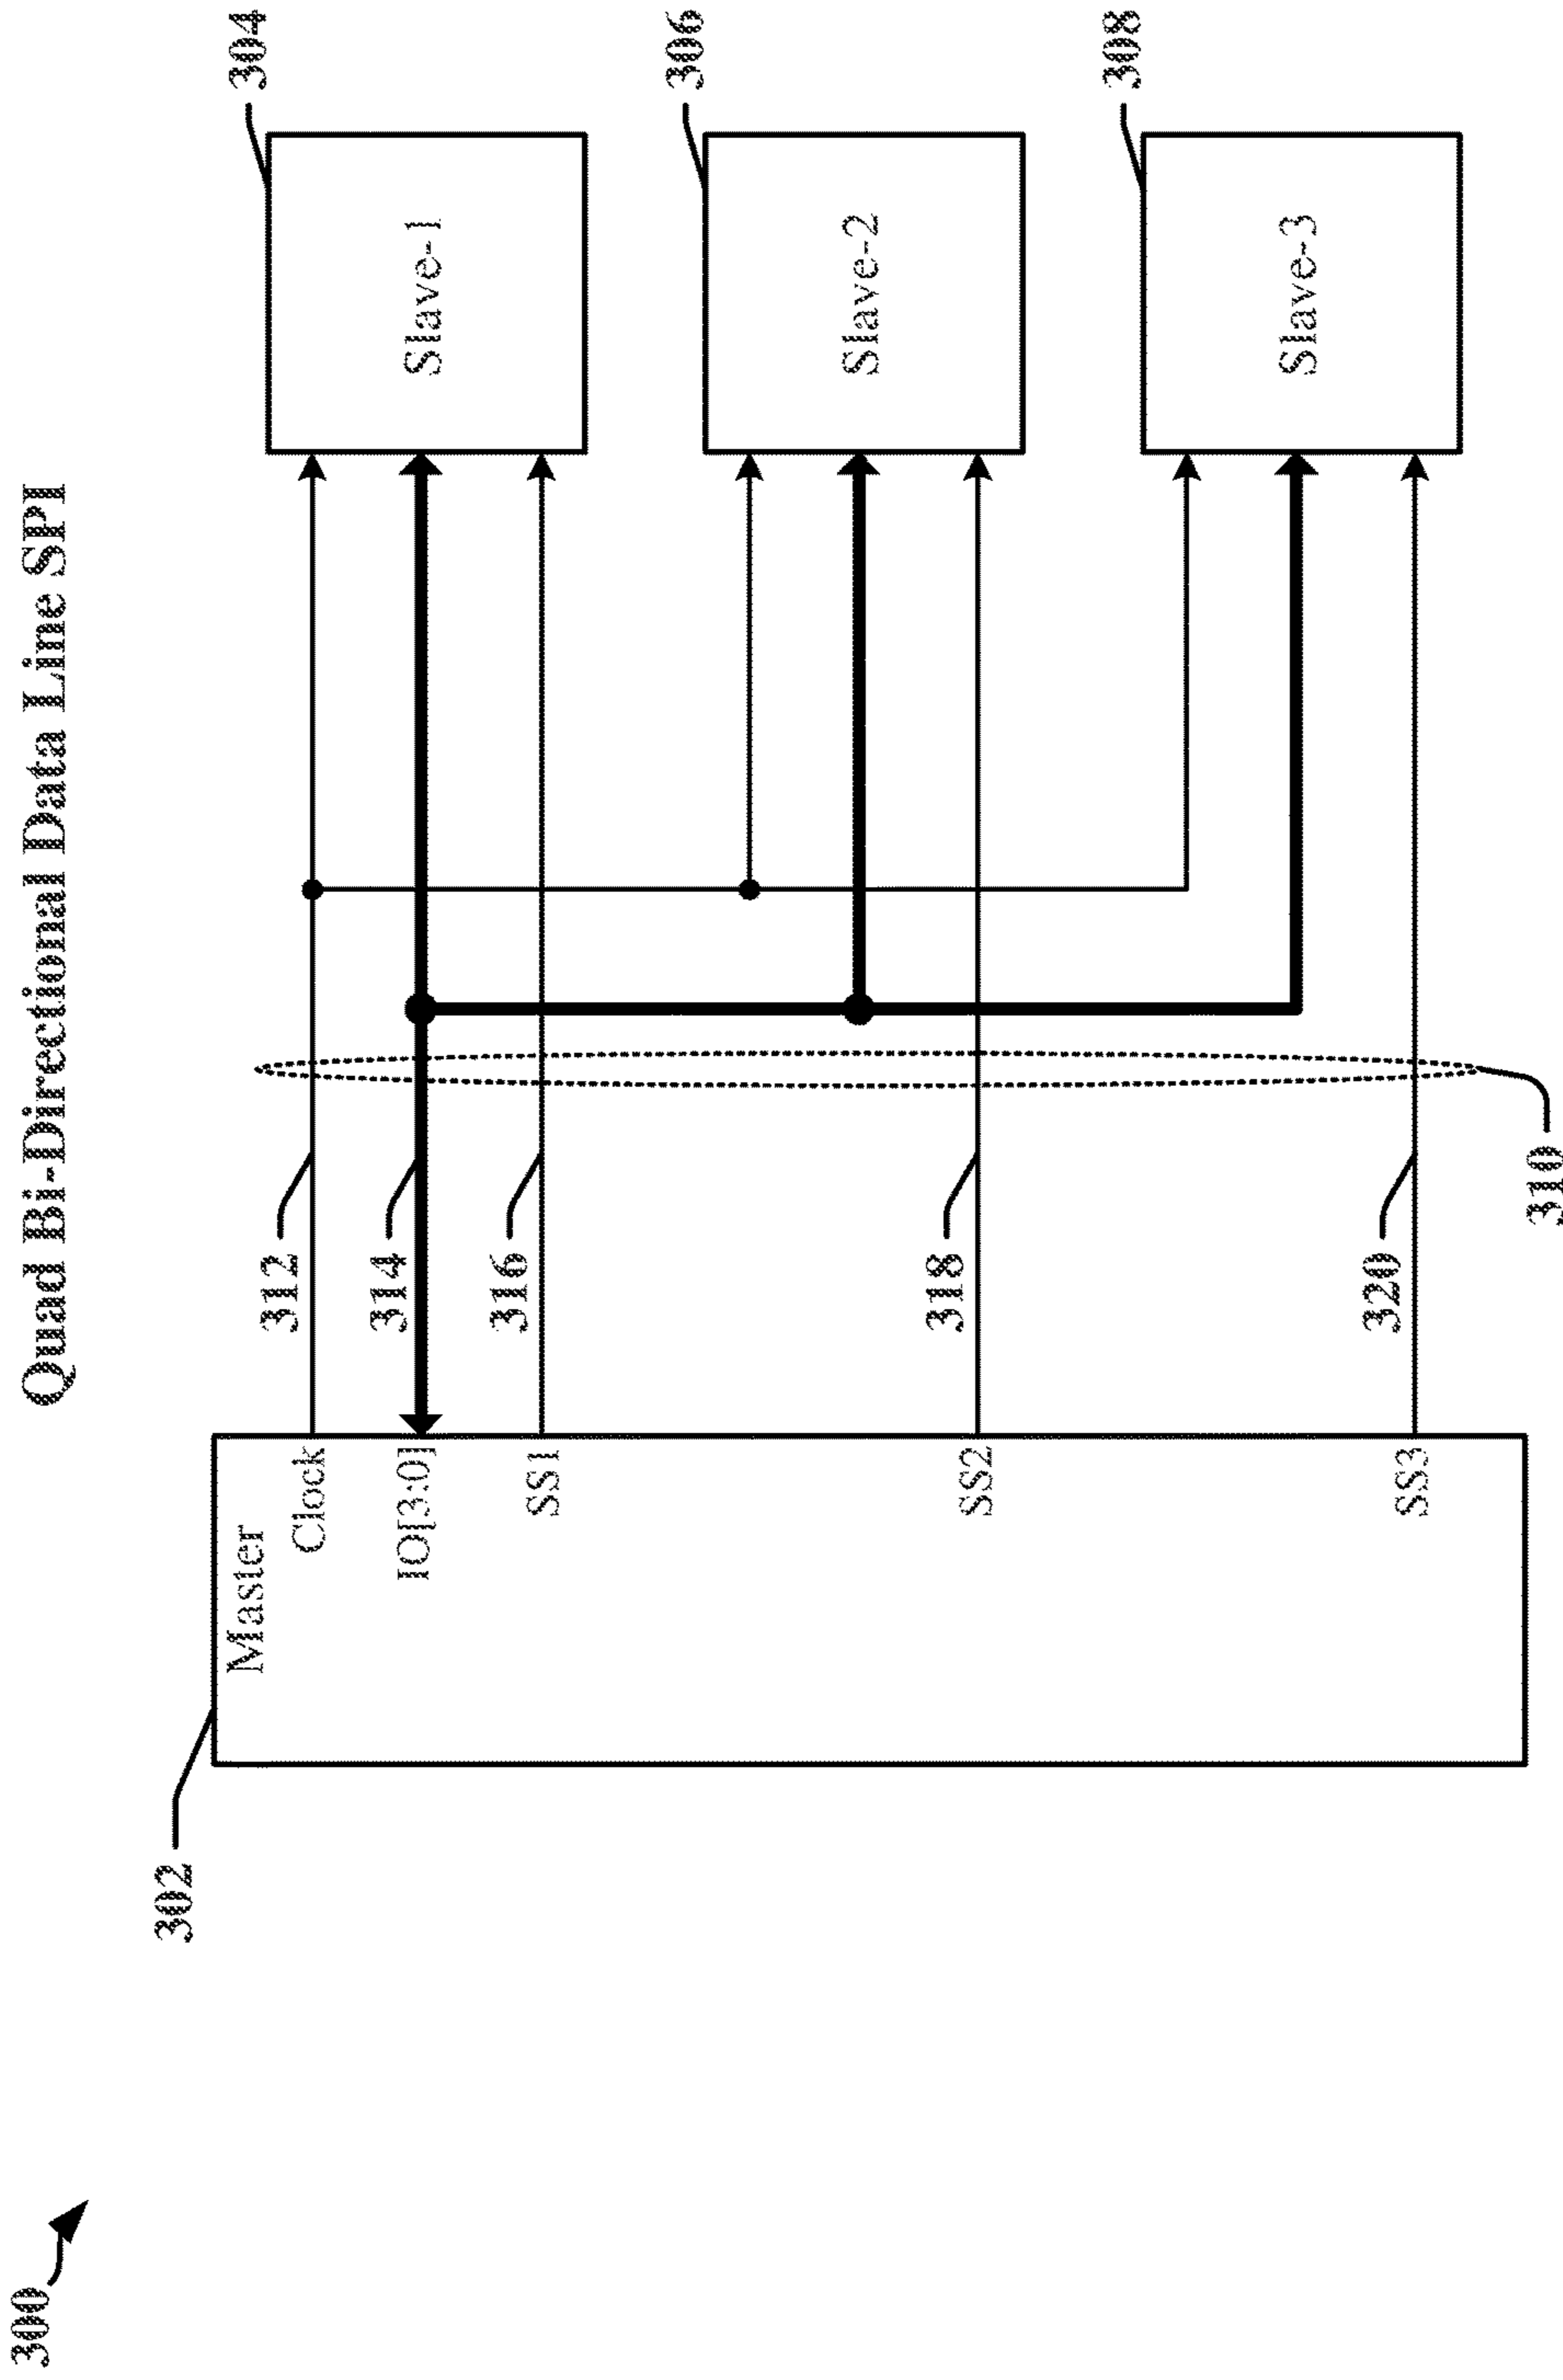 300
Quad Bi-Directional Data Line SPI
302
Master
Clock
IO[3:0]
SS1
SS2
SS3
312
314
316
318
320
310
304
Slave-1
306
Slave-2
308
Slave-3